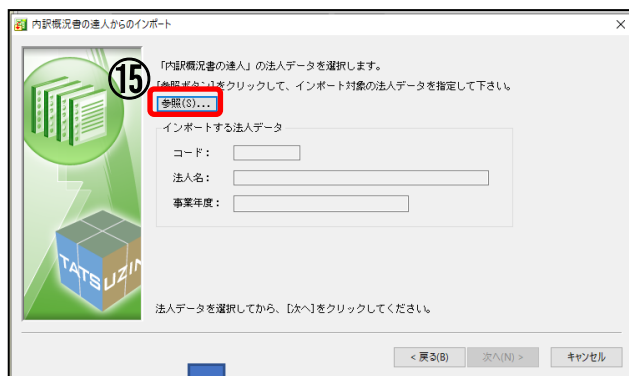 内訳概況書の達人からのインポート
「内訳概況書の達人」の法人データを選択します。
⑮
[参照ボタン]をクリックして、インポート対象の法人データを指定して下さい。
参照(S)...
インポートする法人データ
コード：
法人名：
事業年度：
TATSUZIN
法人データを選択してから、[次へ]をクリックしてください。
< 戻る(B)
次へ(N) >
キャンセル